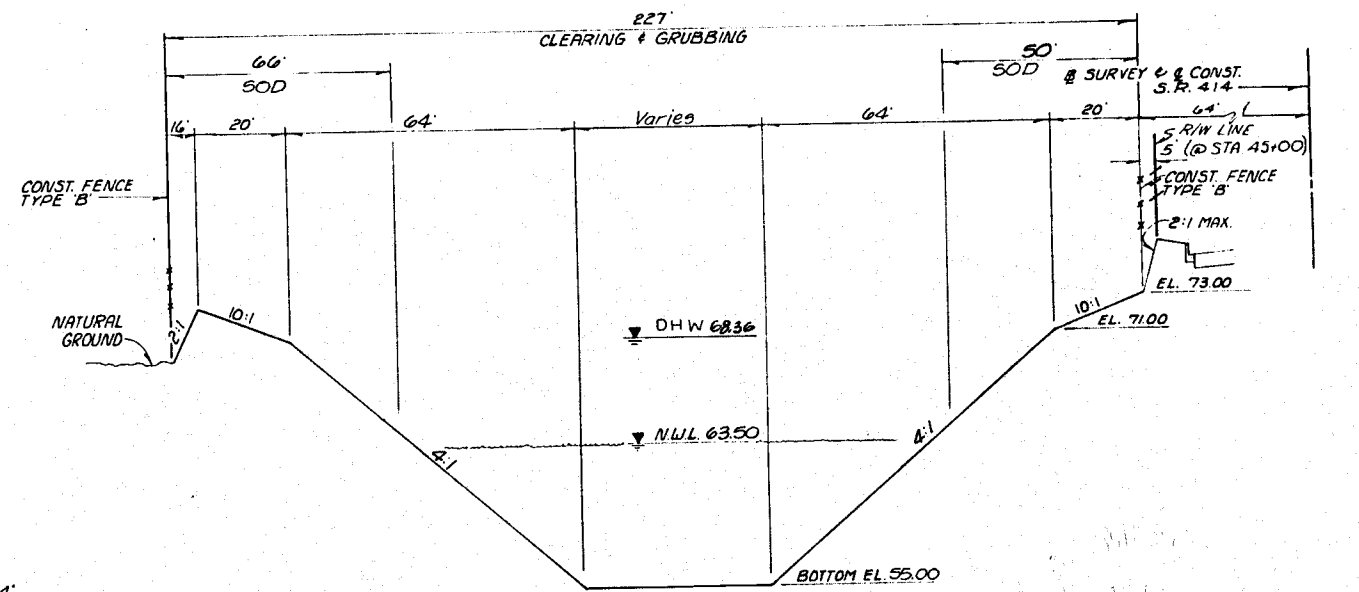 227'
CLEARING & GRUBBING
66'
SOD
50'
SOD
℄ SURVEY & ℄ CONST.
S.R. 414
16'
20'
64'
Varies
64'
20'
64'
5' R/W LINE
5' (@ STA. 45+00)
CONST. FENCE
TYPE 'B'
CONST. FENCE
TYPE 'B'
2:1 MAX.
EL. 73.00
10:1
EL. 71.00
NATURAL
GROUND
2:1
10:1
DHW 68.36
N.W.L. 63.50
4:1
4:1
BOTTOM EL. 55.00